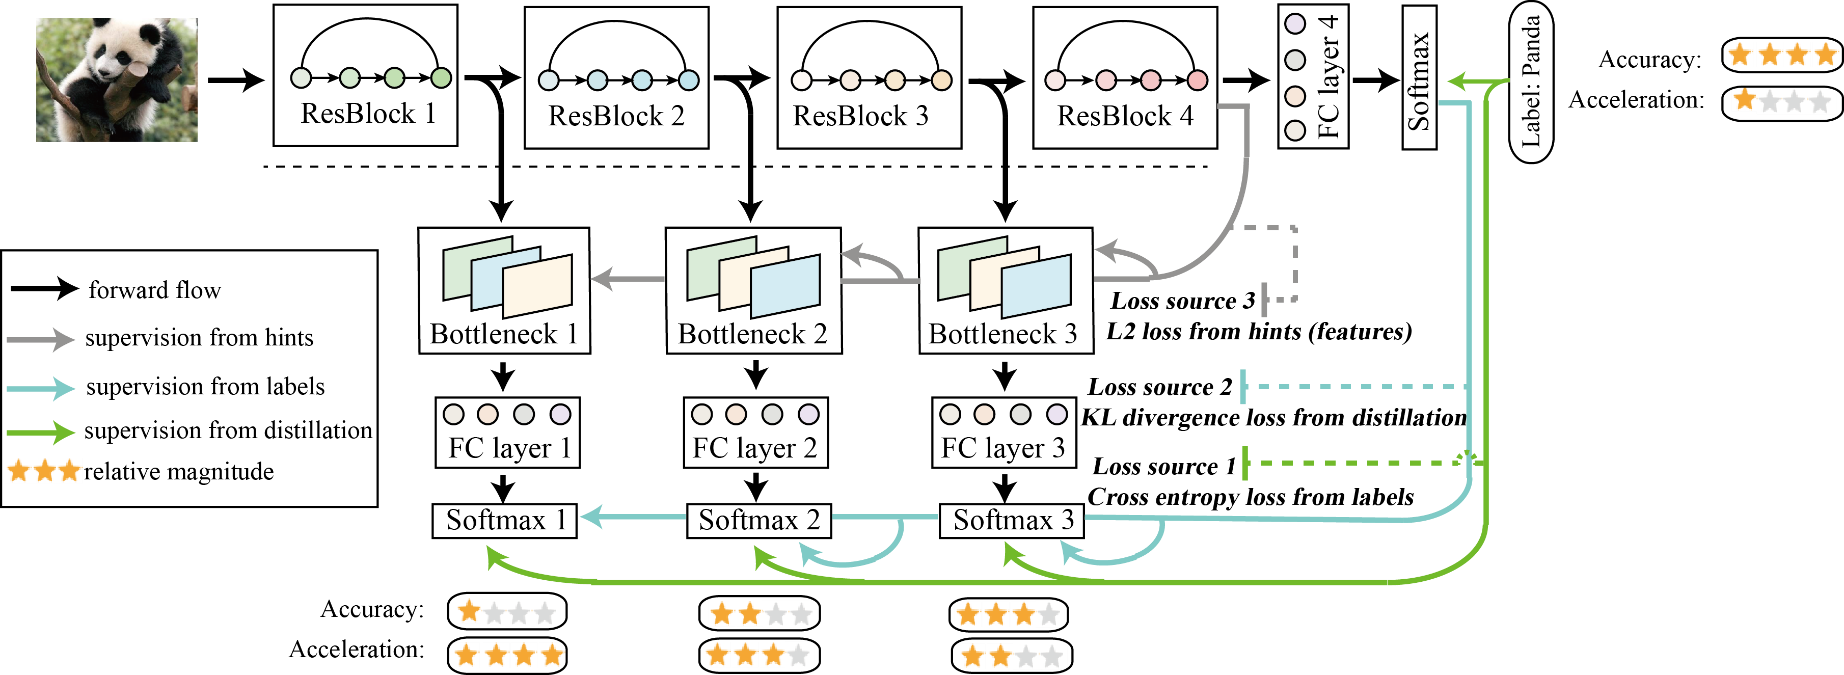 ResBlock 1
ResBlock 2
ResBlock 3
ResBlock 4
FC layer 4
Softmax
Label: Panda
Accuracy:
Acceleration:
forward flow
supervision from hints
supervision from labels
supervision from distillation
relative magnitude
Bottleneck 1
Bottleneck 2
Bottleneck 3
Loss source 3
L2 loss from hints (features)
Loss source 2
KL divergence loss from distillation
Loss source 1
Cross entropy loss from labels
FC layer 1
FC layer 2
FC layer 3
Softmax 1
Softmax 2
Softmax 3
Accuracy:
Acceleration: